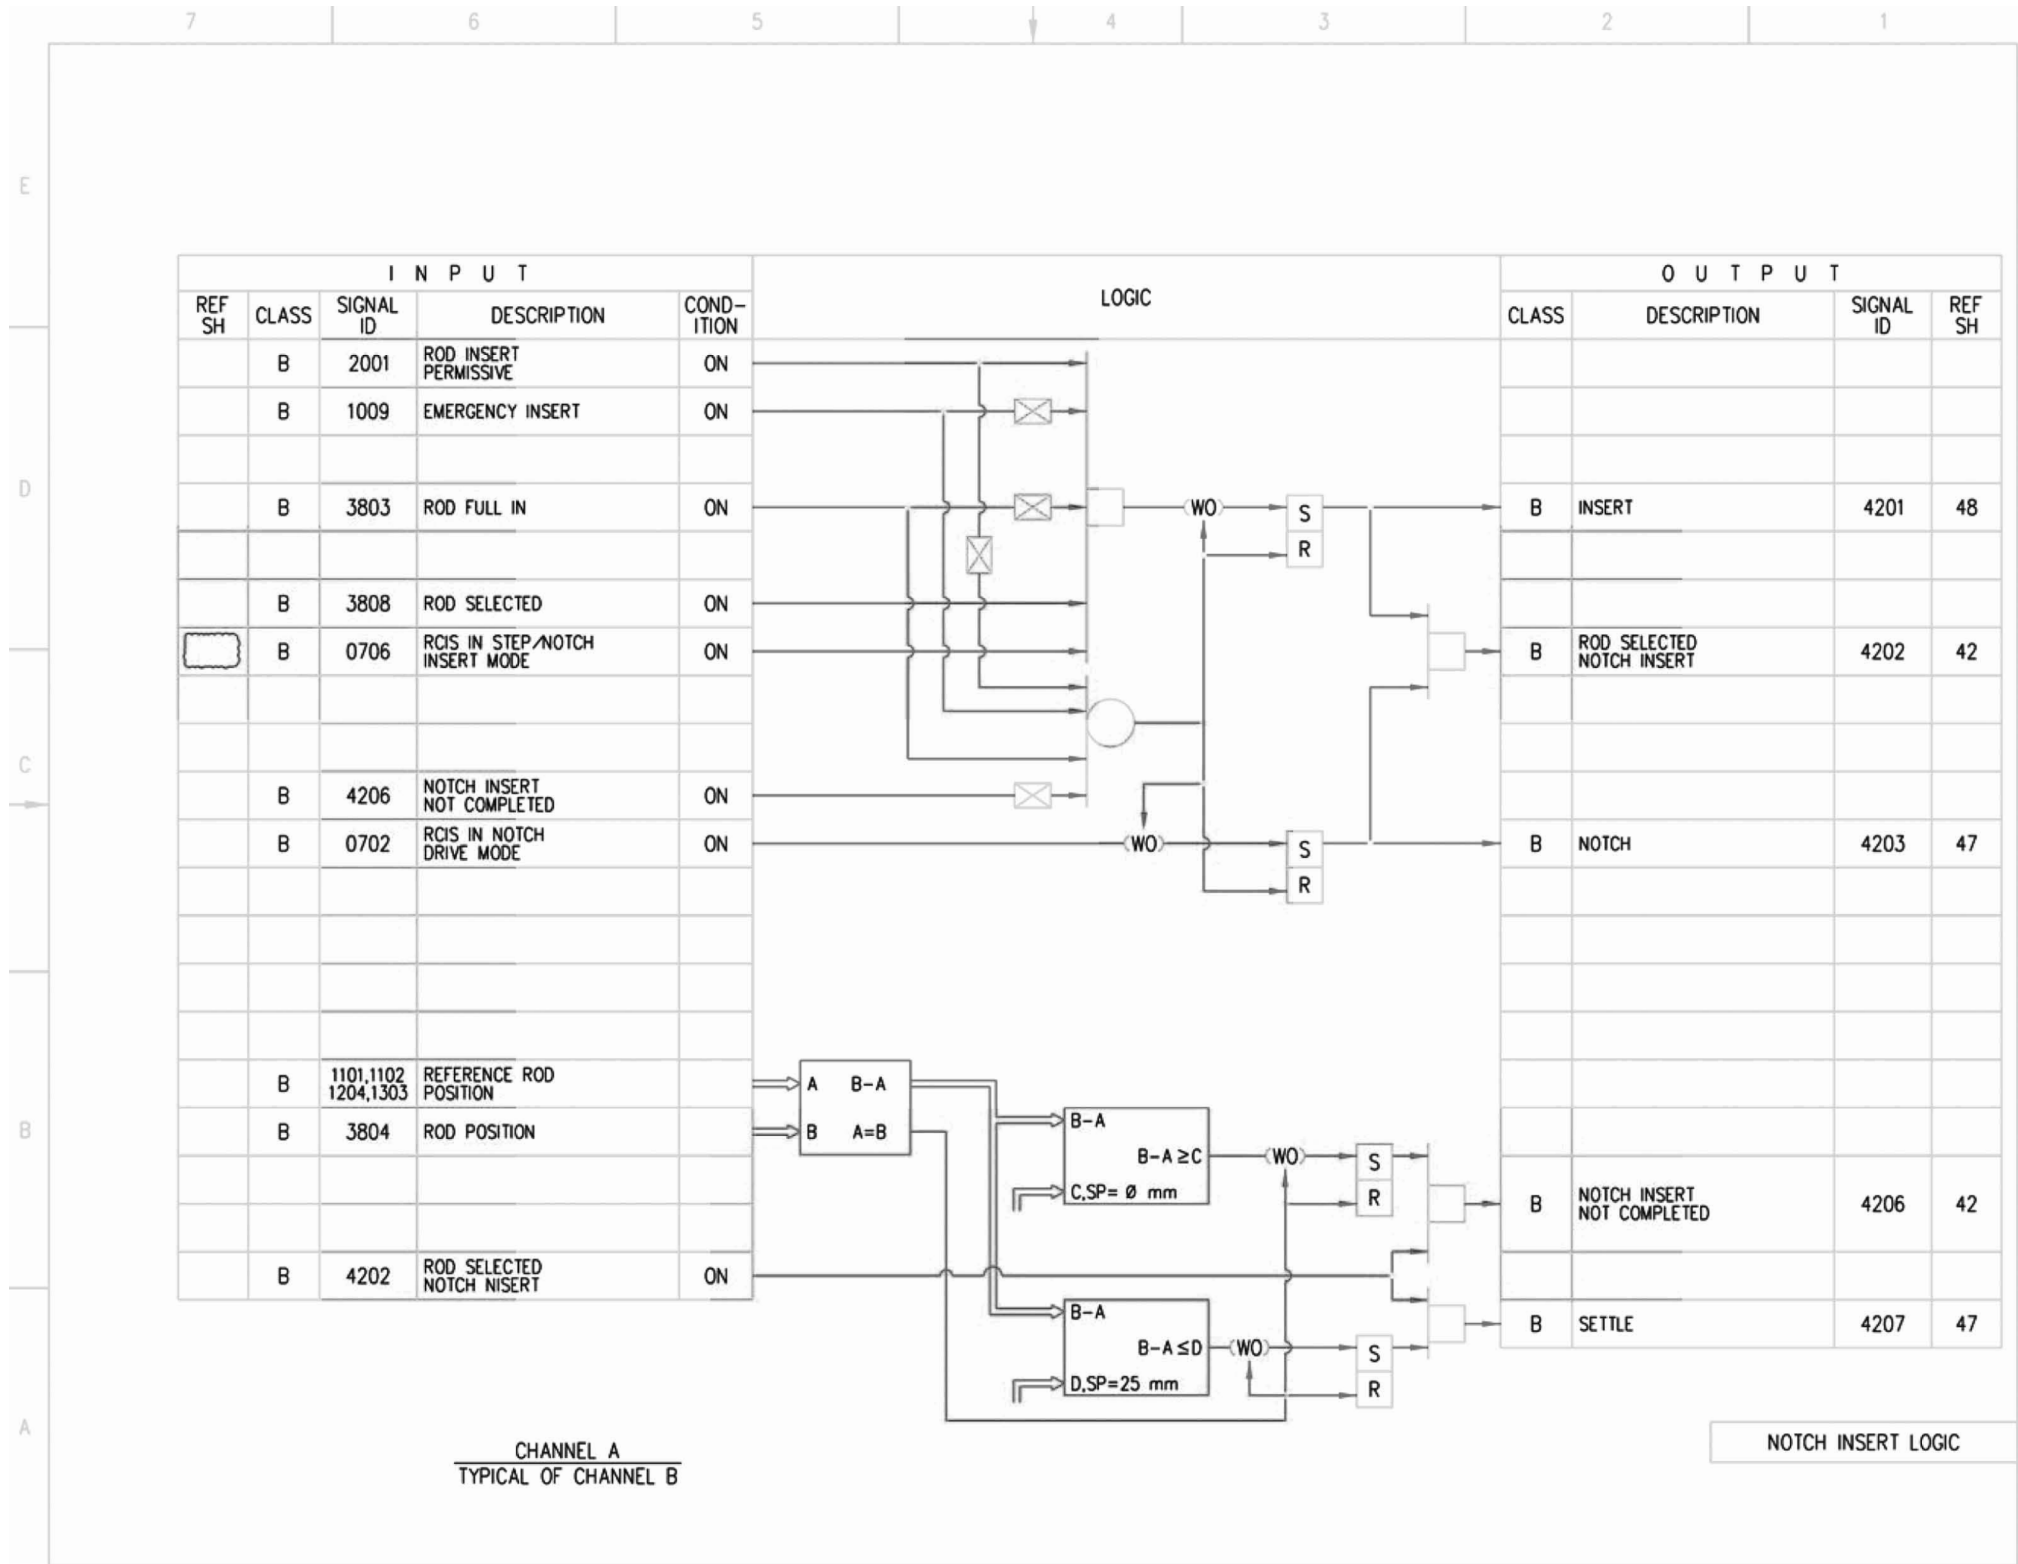 7 6 5 4 3 2 1
E
D
C
B
A
I N P U T
LOGIC
O U T P U T
REF SH
CLASS
SIGNAL ID
DESCRIPTION
COND-ITION
CLASS
DESCRIPTION
SIGNAL ID
REF SH
B 2001 ROD INSERT
PERMISSIVE ON
B 1009 EMERGENCY INSERT ON
B 3803 ROD FULL IN ON
B 3808 ROD SELECTED ON
B 0706 RCIS IN STEP/NOTCH
INSERT MODE ON
B 4206 NOTCH INSERT
NOT COMPLETED ON
B 0702 RCIS IN NOTCH
DRIVE MODE ON
B 1101,1102
1204,1303 REFERENCE ROD
POSITION
B 3804 ROD POSITION
B 4202 ROD SELECTED
NOTCH NISERT ON
(WO) S
R
(WO) S
R
A B-A
B A=B
B-A
B-A ≥C
C,SP= Ø mm
(WO) S
R
B-A
B-A ≤D
D,SP=25 mm
(WO) S
R
B INSERT 4201 48
B ROD SELECTED
NOTCH INSERT 4202 42
B NOTCH 4203 47
B NOTCH INSERT
NOT COMPLETED 4206 42
B SETTLE 4207 47
CHANNEL A
TYPICAL OF CHANNEL B
NOTCH INSERT LOGIC